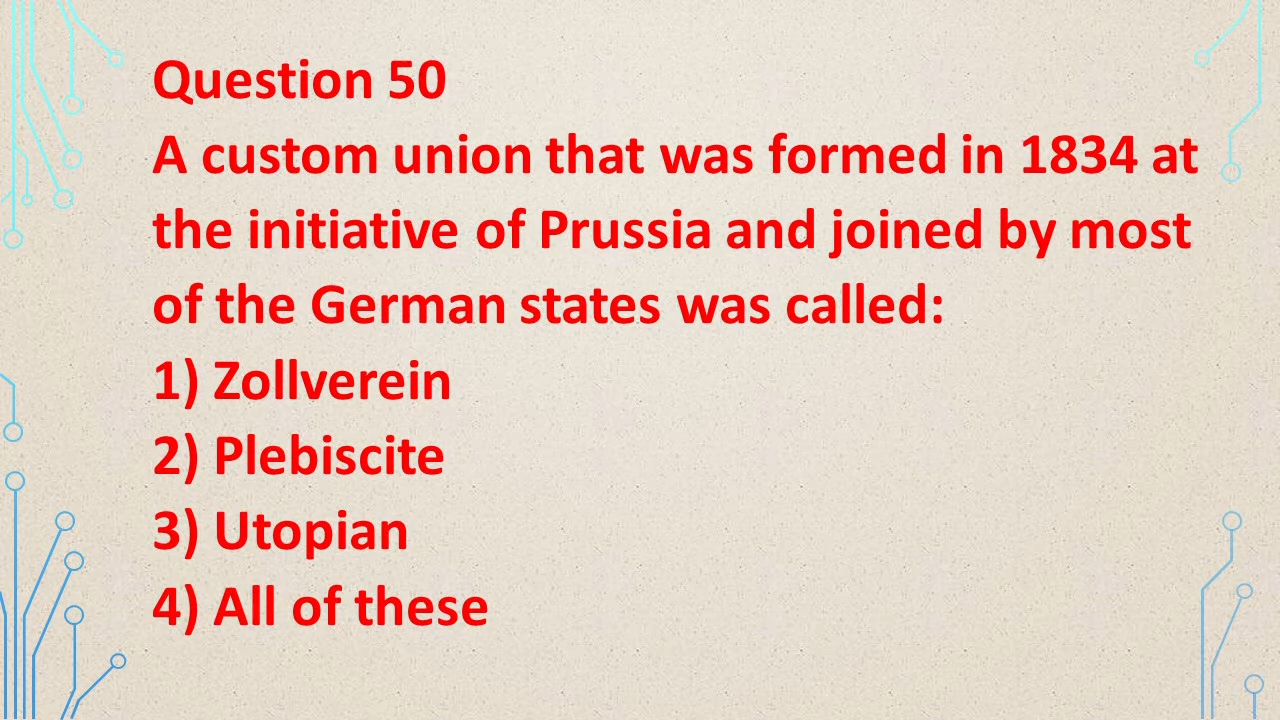 Question 50
A custom union that was formed in 1834 at
the initiative of Prussia and joined by most
of the German states was called:
1) Zollverein
2) Plebiscite
3) Utopian
4) All of these